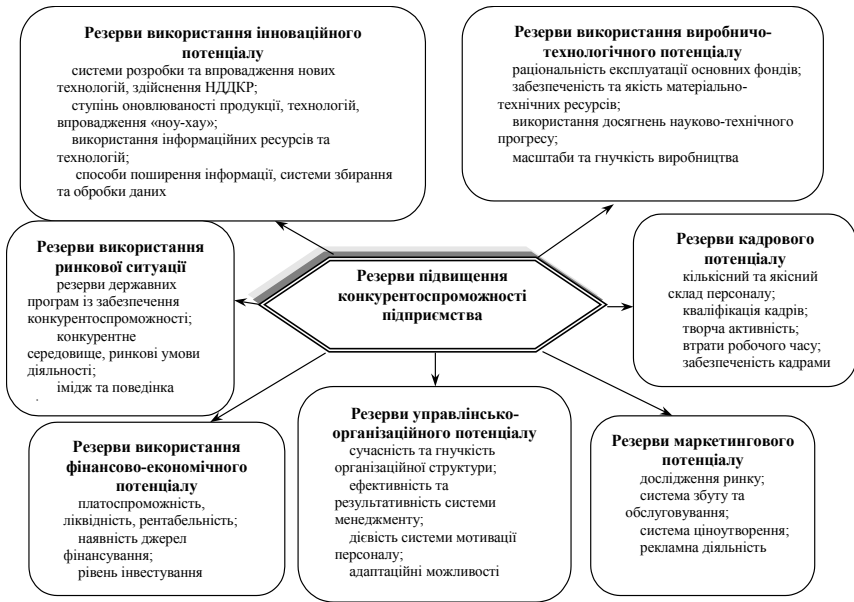 Резерви використання інноваційного
потенціалу
системи розробки та впровадження нових
технологій, здійснення НДДКР;
ступінь оновлюваності продукції, технологій,
впровадження «ноу-хау»;
використання інформаційних ресурсів та
технологій;
способи поширення інформації, системи збирання
та обробки даних
Резерви використання виробничо-
технологічного потенціалу
раціональність експлуатації основних фондів;
забезпеченість та якість матеріально-
технічних ресурсів;
використання досягнень науково-технічного
прогресу;
масштаби та гнучкість виробництва
Резерви використання
ринкової ситуації
резерви державних
програм із забезпечення
конкурентоспроможності;
конкурентне
середовище, ринкові умови
діяльності;
імідж та поведінка
Резерви підвищення
конкурентоспроможності
підприємства
Резерви кадрового
потенціалу
кількісний та якісний
склад персоналу;
кваліфікація кадрів;
творча активність;
втрати робочого часу;
забезпеченість кадрами
Резерви використання
фінансово-економічного
потенціалу
платоспроможність,
ліквідність, рентабельність;
наявність джерел
фінансування;
рівень інвестування
Резерви управлінсько-
організаційного потенціалу
сучасність та гнучкість
організаційної структури;
ефективність та
результативність системи
менеджменту;
дієвість системи мотивації
персоналу;
адаптаційні можливості
Резерви маркетингового
потенціалу
дослідження ринку;
система збуту та
обслуговування;
система ціноутворення;
рекламна діяльність